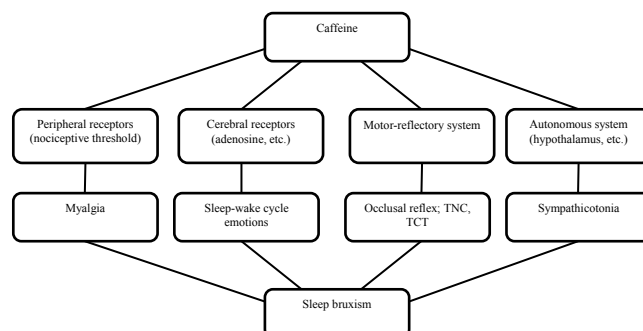 Caffeine
Peripheral receptors
(nociceptive threshold)
Cerebral receptors
(adenosine, etc.)
Motor-reflectory system
Autonomous system
(hypothalamus, etc.)
Myalgia
Sleep-wake cycle
emotions
Occlusal reflex; TNC,
TCT
Sympathicotonia
Sleep bruxism